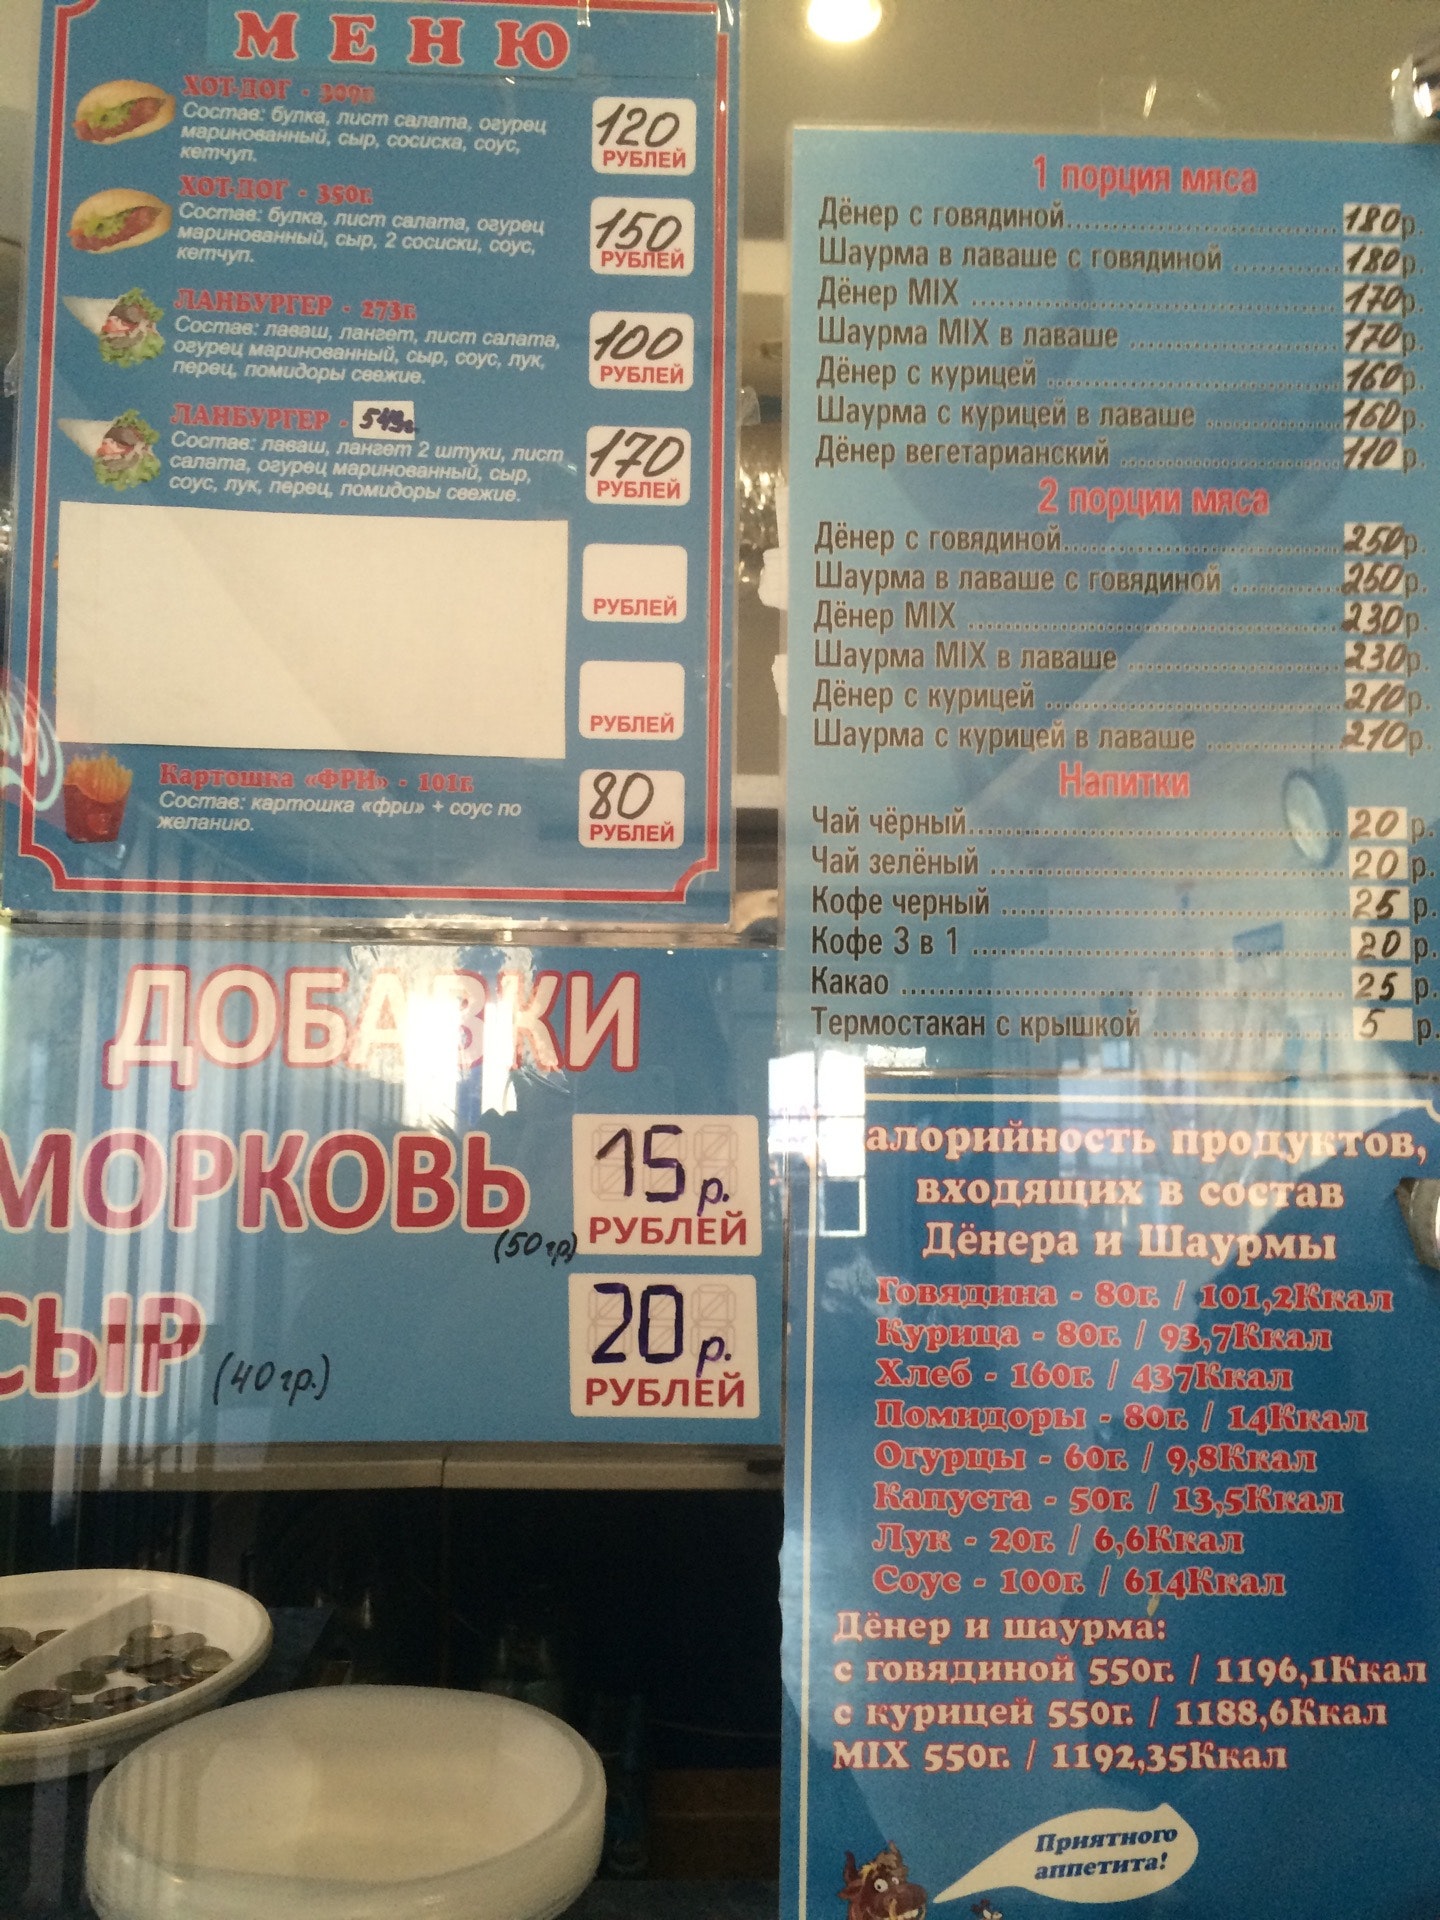 МЕНЮ
ХОТ-ДОГ - 309г.
Состав: булка, лист салата, огурец
маринованный, сыр, сосиска, соус,
кетчуп.
120
РУБЛЕЙ
ХОТ-ДОГ - 350г.
Состав: булка, лист салата, огурец
маринованный, сыр, 2 сосиски, соус,
кетчуп.
150
РУБЛЕЙ
ЛАНБУРГЕР - 273г.
Состав: лаваш, лангет, лист салата,
огурец маринованный, сыр, соус, лук,
перец, помидоры свежие.
100
РУБЛЕЙ
ЛАНБУРГЕР - 549г.
Состав: лаваш, лангет 2 штуки, лист
салата, огурец маринованный, сыр,
соус, лук, перец, помидоры свежие.
170
РУБЛЕЙ
РУБЛЕЙ
РУБЛЕЙ
Картошка «ФРИ» - 101г.
Состав: картошка «фри» + соус по
желанию.
80
РУБЛЕЙ
ДОБАВКИ
МОРКОВЬ (50 гр.) 15 р.
РУБЛЕЙ
СЫР (40 гр.) 20 р.
РУБЛЕЙ
1 порция мяса
Дёнер с говядиной 180р.
Шаурма в лаваше с говядиной 180р.
Дёнер MIX 170р.
Шаурма MIX в лаваше 170р.
Дёнер с курицей 160р.
Шаурма с курицей в лаваше 160р.
Дёнер вегетарианский 110р.
2 порции мяса
Дёнер с говядиной 250р.
Шаурма в лаваше с говядиной 250р.
Дёнер MIX 230р.
Шаурма MIX в лаваше 230р.
Дёнер с курицей 210р.
Шаурма с курицей в лаваше 210р.
Напитки
Чай чёрный 20 р.
Чай зелёный 20 р.
Кофе черный 25 р.
Кофе 3 в 1 20 р.
Какао 25 р.
Термостакан с крышкой 5 р.
алорийность продуктов,
входящих в состав
Дёнера и Шаурмы
Говядина - 80г. / 101,2Ккал
Курица - 80г. / 93,7Ккал
Хлеб - 160г. / 437Ккал
Помидоры - 80г. / 14Ккал
Огурцы - 60г. / 9,8Ккал
Капуста - 50г. / 13,5Ккал
Лук - 20г. / 6,6Ккал
Соус - 100г. / 614Ккал
Дёнер и шаурма:
с говядиной 550г. / 1196,1Ккал
с курицей 550г. / 1188,6Ккал
MIX 550г. / 1192,35Ккал
Приятного
аппетита!